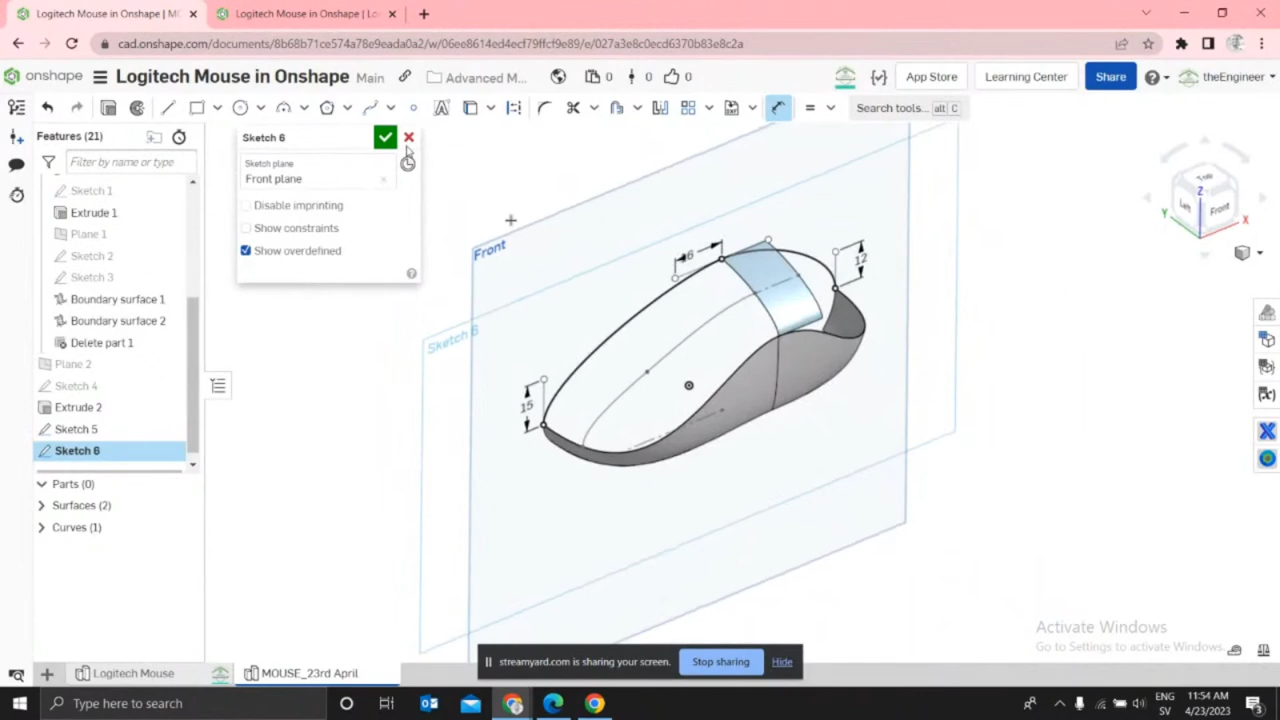 Logitech Mouse in Onshape | MO
Logitech Mouse in Onshape | Lo
cad.onshape.com/documents/8b68b71ce574a78e9eada0a2/w/06ee8614ed4ecf79ffcf9e89/e/027a3e8c0ecd6370b83e8c2a
onshape
Logitech Mouse in Onshape
Main
Advanced M...
0
0
0
App Store
Learning Center
Share
theEngineer
Search tools...
alt
C
Features (21)
Filter by name or type
Sketch 1
Extrude 1
Plane 1
Sketch 2
Sketch 3
Boundary surface 1
Boundary surface 2
Delete part 1
Plane 2
Sketch 4
Extrude 2
Sketch 5
Sketch 6
Parts (0)
Surfaces (2)
Curves (1)
Sketch 6
Sketch plane
Front plane
Disable imprinting
Show constraints
Show overdefined
Front
Sketch 6
12
15
Z
Y
X
Front
Activate Windows
Go to Settings to activate Windows.
streamyard.com is sharing your screen.
Stop sharing
Hide
Logitech Mouse
MOUSE_23rd April
Type here to search
ENG
SV
11:54 AM
4/23/2023
3